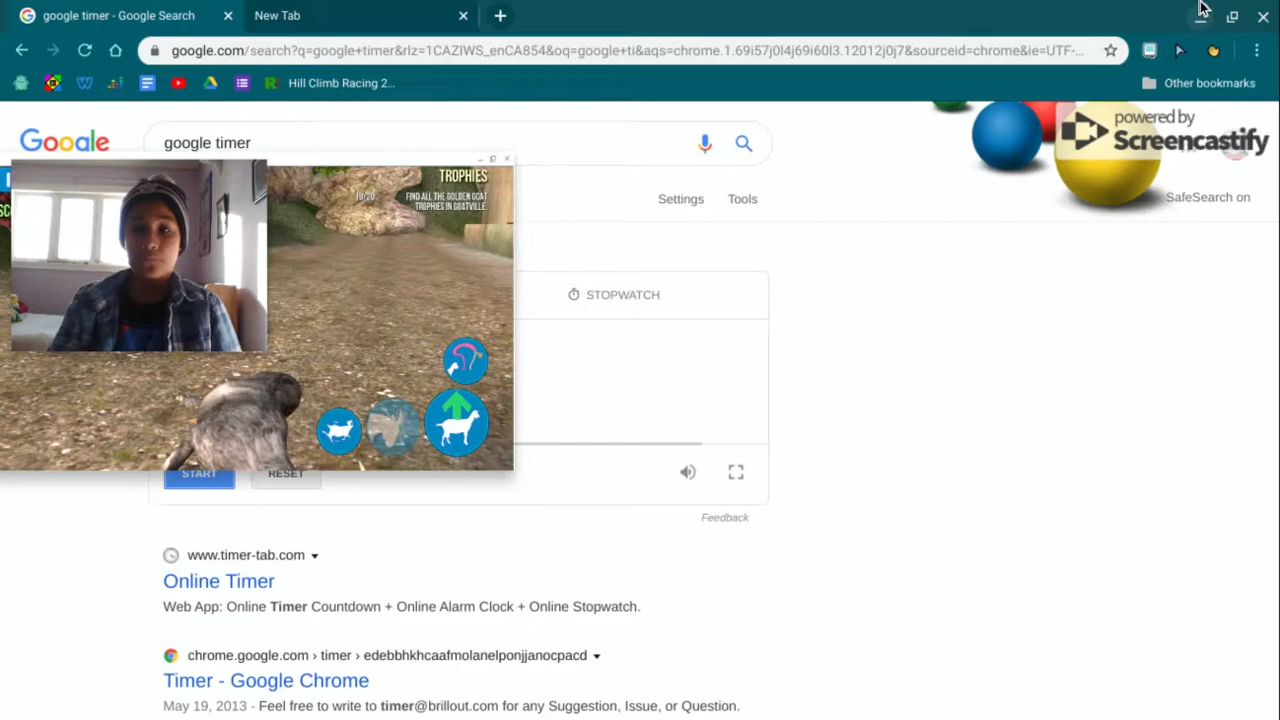 google timer - Google Search
New Tab
google.com/search?q=google+timer&rlz=1CAZIWS_enCA854&oq=google+ti&aqs=chrome.1.69i57j0l4j69i60l3.12012j0j7&sourceid=chrome&ie=UTF-...
Hill Climb Racing 2...
Other bookmarks
Google
google timer
powered by
Screencastify
Settings
Tools
SafeSearch on
TROPHIES
FIND ALL THE GOLDEN GOAT
TROPHIES IN GOATVILLE.
STOPWATCH
START
RESET
Feedback
www.timer-tab.com
Online Timer
Web App: Online Timer Countdown + Online Alarm Clock + Online Stopwatch.
chrome.google.com › timer › edebbhkhcaafmolanelponjjanocpacd
Timer - Google Chrome
May 19, 2013 - Feel free to write to timer@brillout.com for any Suggestion, Issue, or Question.